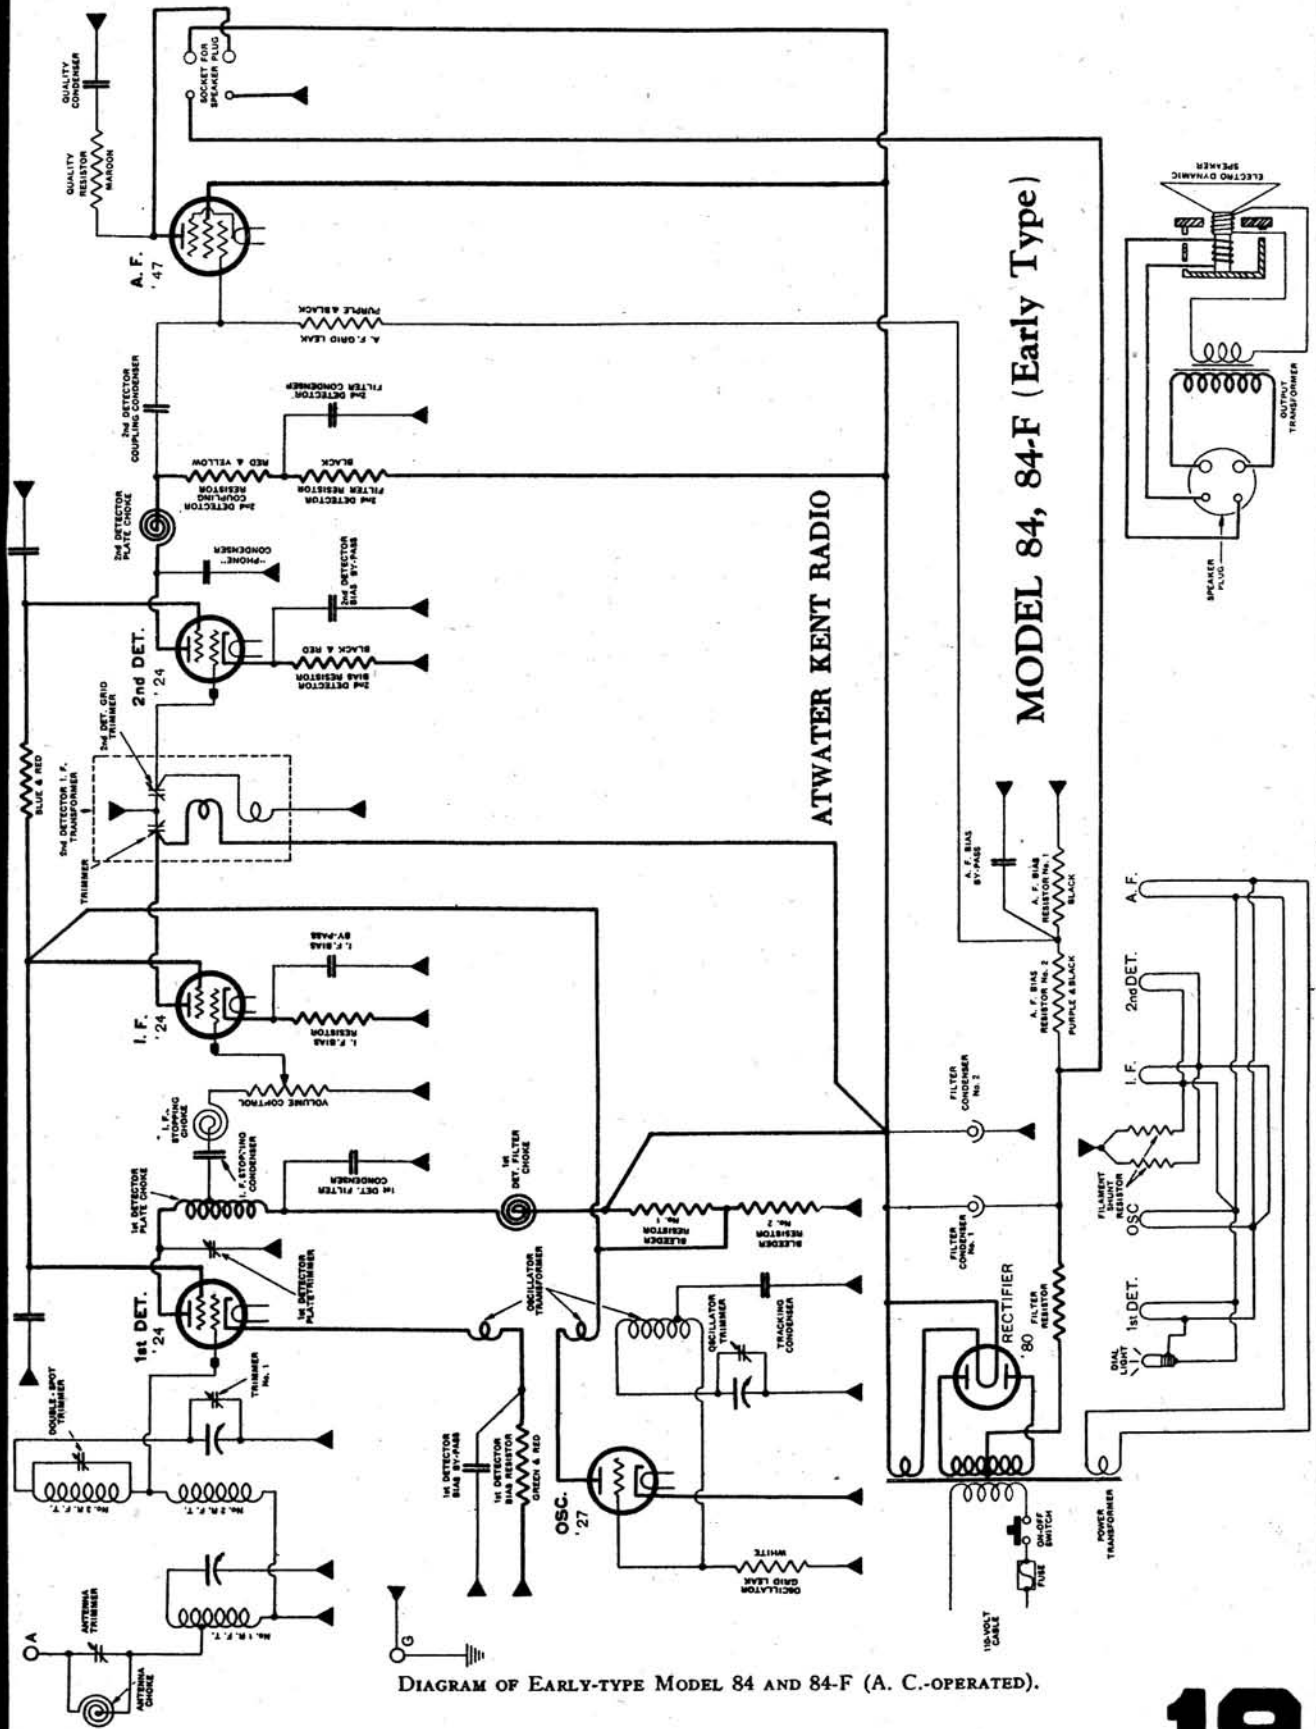 QUALITY
CONDENSER
QUALITY
RESISTOR
MAROON
SOCKET FOR
SPEAKER PLUG
A. F.
'47
A. F. GRID LEAK
PURPLE & BLACK
2nd DETECTOR
COUPLING CONDENSER
2nd DETECTOR
FILTER CONDENSER
2nd DETECTOR
COUPLING
RESISTOR
RED & YELLOW
2nd DETECTOR
FILTER RESISTOR
BLACK
2nd DETECTOR
PLATE CHOKE
"PHONE"
CONDENSER
2nd DETECTOR
BIAS BY-PASS
2nd DETECTOR
BIAS RESISTOR
BLACK & RED
2nd DET.
'24
2nd DET. GRID
TRIMMER
BLUE & RED
2nd DETECTOR I. F.
TRANSFORMER
TRIMMER
I. F. BIAS
BY-PASS
I. F. BIAS
RESISTOR
I. F.
'24
VOLUME CONTROL
I. F.
STOPPING
CHOKE
I. F. STOPPING
CONDENSER
1st DET. FILTER
CONDENSER
1st DETECTOR
PLATE CHOKE
1st DETECTOR
PLATE TRIMMER
1st
DET. FILTER
CHOKE
BLEEDER
RESISTOR
No. 1
BLEEDER
RESISTOR
No. 2
1st DET.
'24
TRIMMER
No. 1
DOUBLE-SPOT
TRIMMER
No. 3 R. F. T.
No. 2 R. F. T.
No. 1 R. F. T.
A
ANTENNA
TRIMMER
ANTENNA
CHOKE
G
OSCILLATOR
TRANSFORMER
OSCILLATOR
TRIMMER
TRACKING
CONDENSER
1st DETECTOR
BIAS BY-PASS
1st DETECTOR
BIAS RESISTOR
GREEN & RED
OSC.
'27
OSCILLATOR
GRID LEAK
WHITE
ATWATER KENT RADIO
MODEL 84, 84-F (Early Type)
A. F. BIAS
BY-PASS
A. F. BIAS
RESISTOR No. 1
BLACK
A. F. BIAS
RESISTOR No. 2
PURPLE & BLACK
FILTER
CONDENSER
No. 2
FILTER
CONDENSER
No. 1
RECTIFIER
'80
FILTER
RESISTOR
POWER
TRANSFORMER
ON-OFF
SWITCH
FUSE
110-VOLT
CABLE
DIAL
LIGHT
1st DET.
OSC
FILAMENT
SHUNT
RESISTOR
I. F.
2nd DET.
A. F.
ELECTRO DYNAMIC
SPEAKER
OUTPUT
TRANSFORMER
SPEAKER
PLUG
DIAGRAM OF EARLY-TYPE MODEL 84 AND 84-F (A. C.-OPERATED).